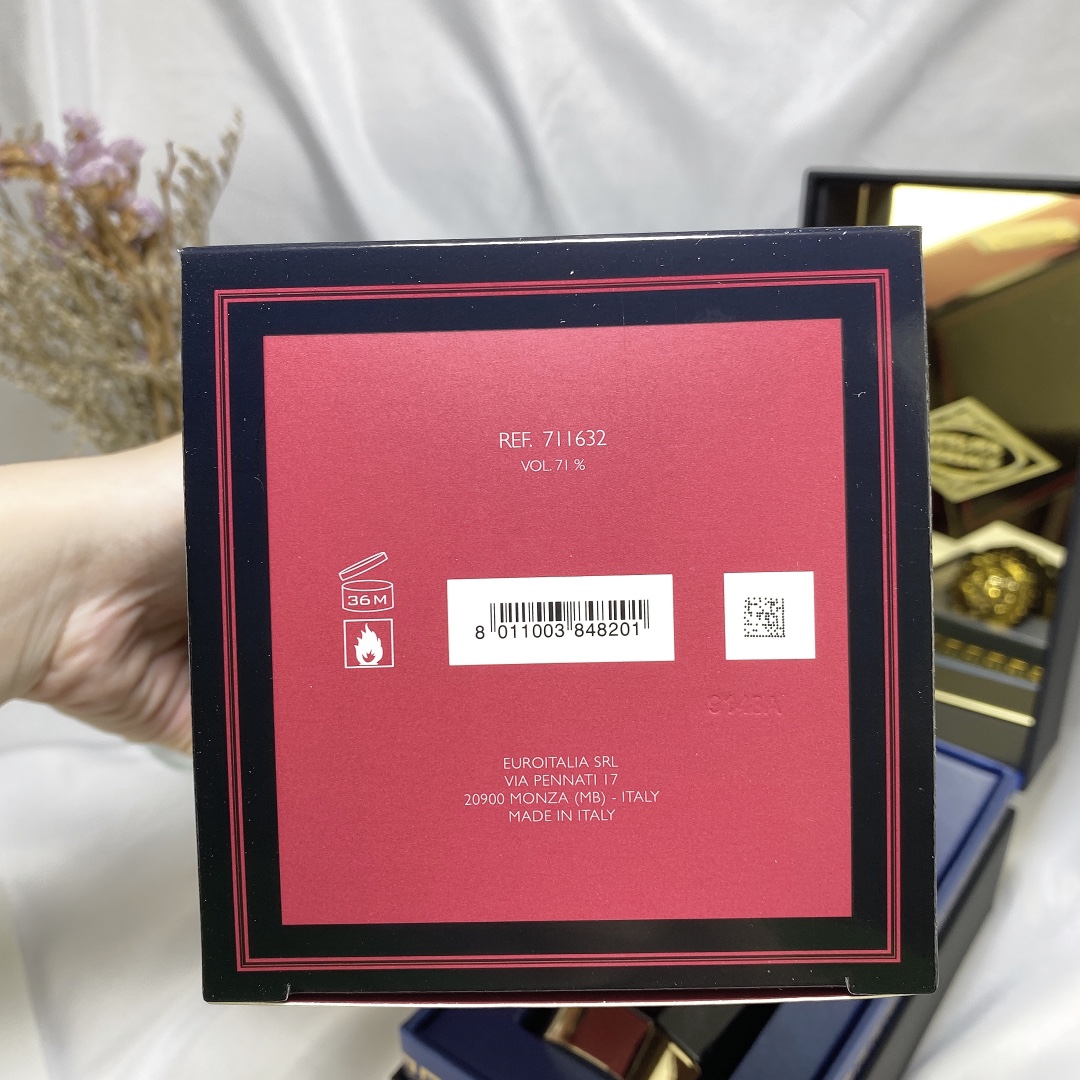 REF. 711632
VOL. 71 %
36 M
8 011003 848201
EUROITALIA SRL
VIA PENNATI 17
20900 MONZA (MB) - ITALY
MADE IN ITALY